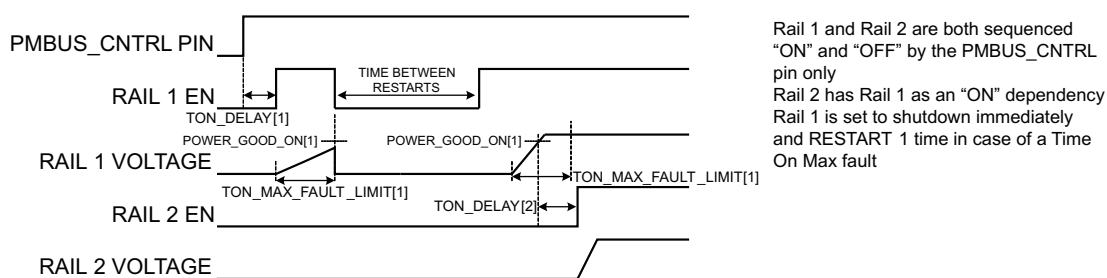 PMBUS_CNTRL PIN
RAIL 1 EN
TIME BETWEEN
RESTARTS
TON_DELAY[1]
POWER_GOOD_ON[1]
POWER_GOOD_ON[1]
RAIL 1 VOLTAGE
TON_MAX_FAULT_LIMIT[1]
TON_MAX_FAULT_LIMIT[1]
RAIL 2 EN
TON_DELAY[2]
RAIL 2 VOLTAGE
Rail 1 and Rail 2 are both sequenced
“ON” and “OFF” by the PMBUS_CNTRL
pin only
Rail 2 has Rail 1 as an “ON” dependency
Rail 1 is set to shutdown immediately
and RESTART 1 time in case of a Time
On Max fault